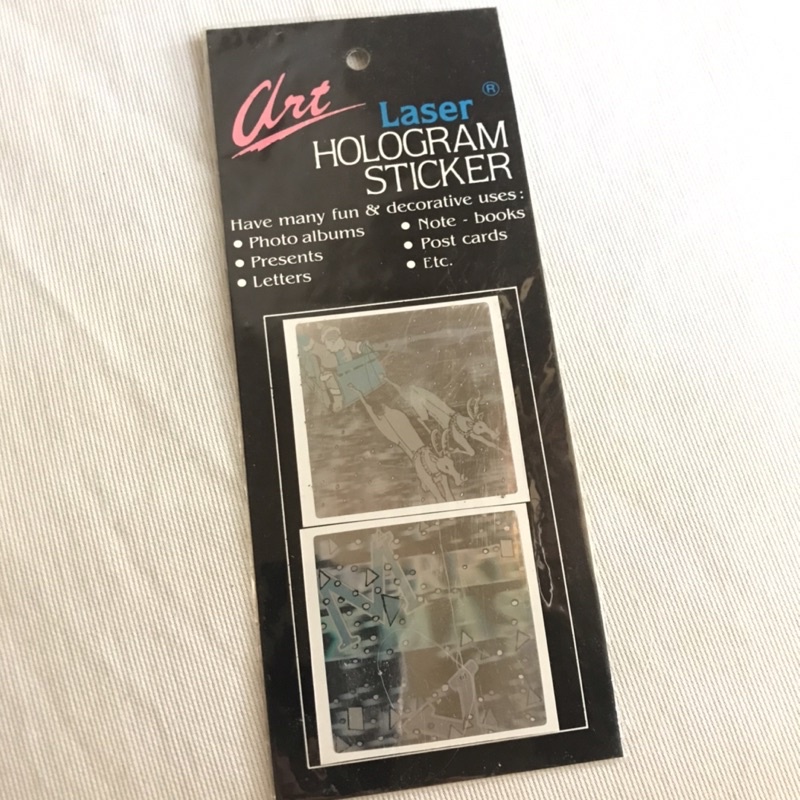 Art
Laser ®
HOLOGRAM
STICKER
Have many fun & decorative uses:
• Photo albums
• Presents
• Letters
• Note - books
• Post cards
• Etc.